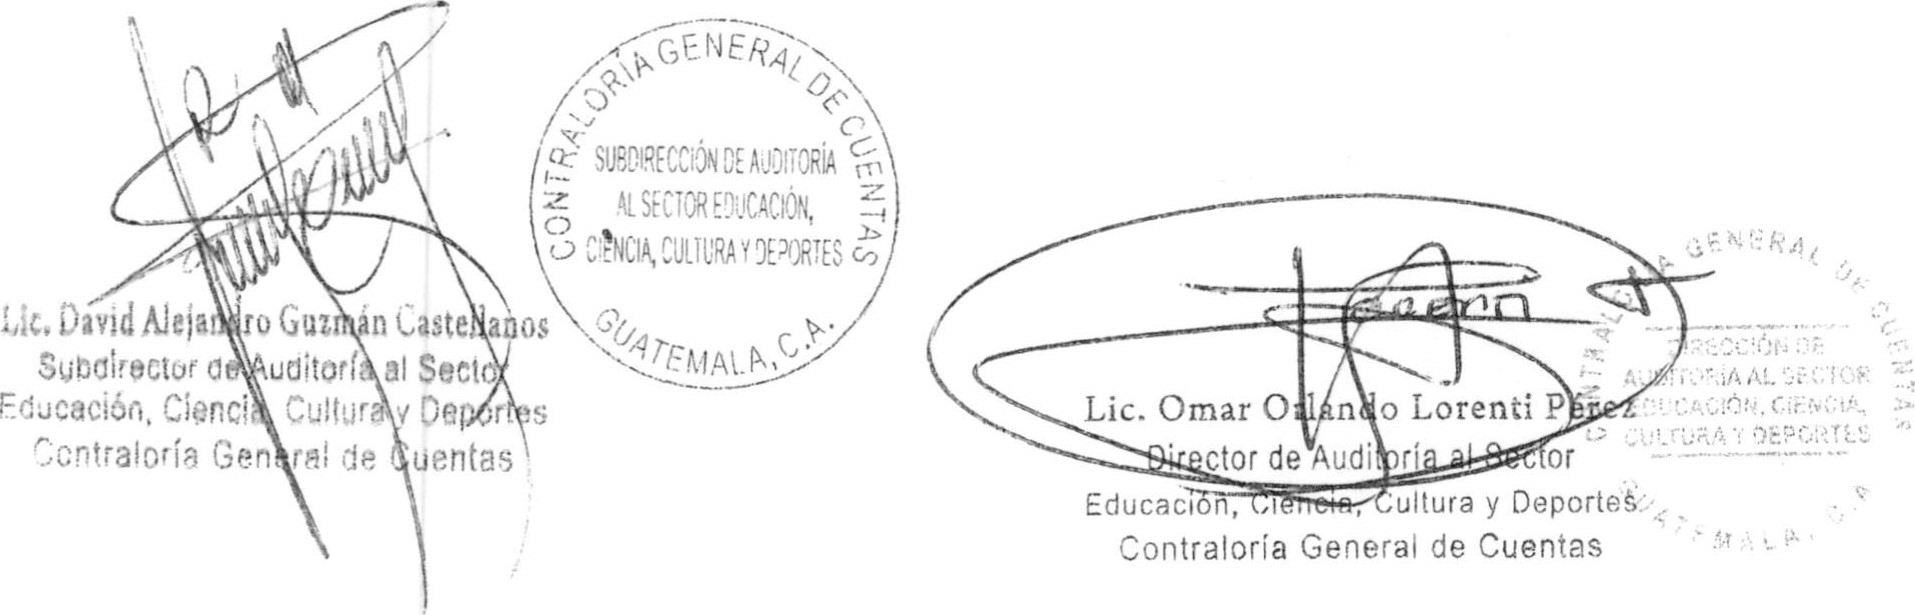 CONTRALORÍA GENERAL DE CUENTAS
SUBDIRECCIÓN DE AUDITORÍA
AL SECTOR EDUCACIÓN,
CIENCIA, CULTURA Y DEPORTES
GUATEMALA, C.A.
Lic. David Alejandro Guzmán Castellanos
Subdirector de Auditoría al Sector
Educación, Ciencia, Cultura y Deportes
Contraloría General de Cuentas
CONTRALORÍA GENERAL DE CUENTAS
DIRECCIÓN DE
AUDITORÍA AL SECTOR
EDUCACIÓN, CIENCIA,
CULTURA Y DEPORTES
GUATEMALA, C.A.
Lic. Omar Orlando Lorenti Pérez
Director de Auditoría al Sector
Educación, Ciencia, Cultura y Deportes
Contraloría General de Cuentas